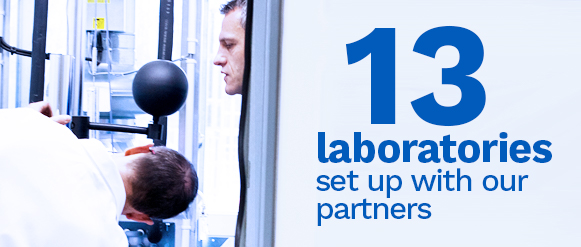 13
laboratories
set up with our
partners